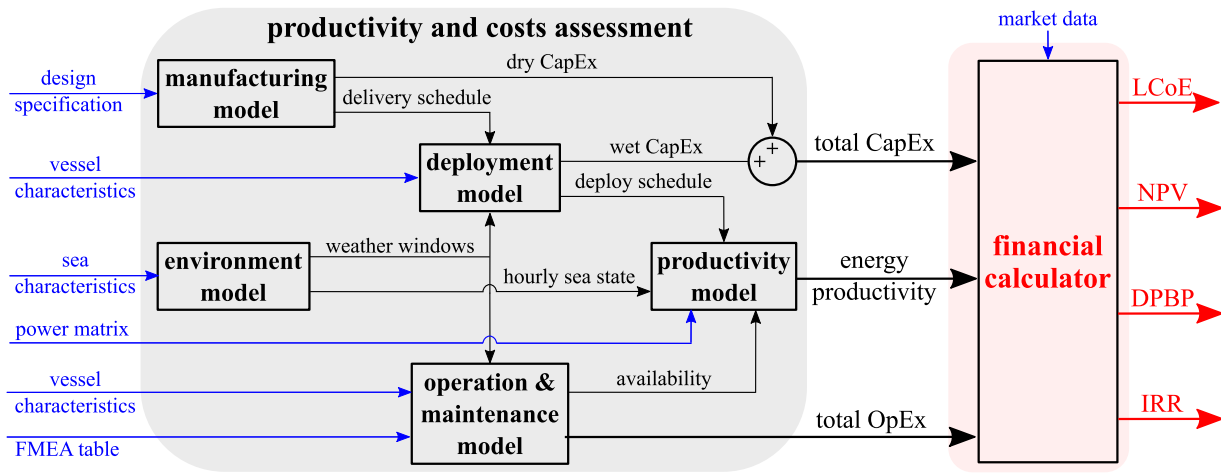 productivity and costs assessment
market data
design
specification
manufacturing
model
dry CapEx
delivery schedule
vessel
characteristics
deployment
model
wet CapEx
deploy schedule
+
+
total CapEx
sea
characteristics
environment
model
weather windows
hourly sea state
productivity
model
energy
productivity
power matrix
vessel
characteristics
FMEA table
operation &
maintenance
model
availability
total OpEx
financial
calculator
LCoE
NPV
DPBP
IRR